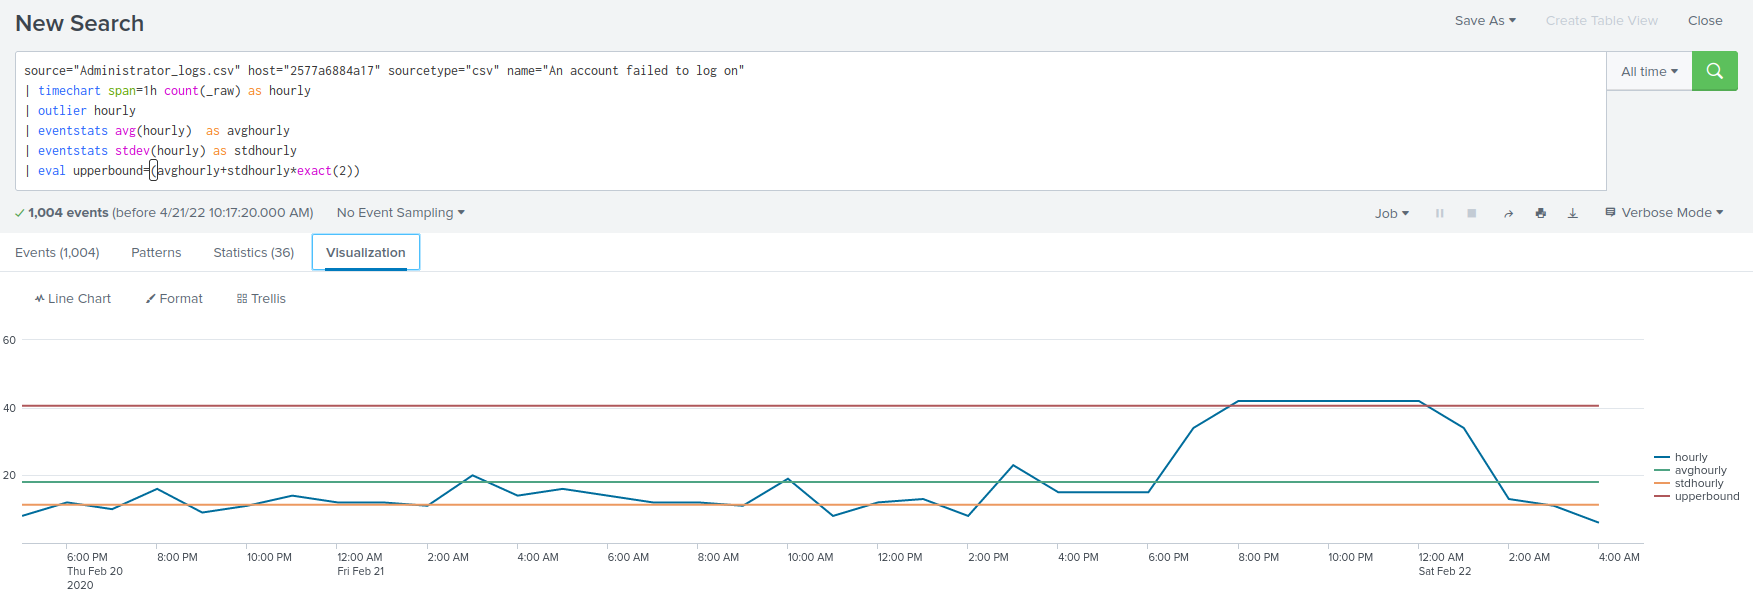 New Search
Save As
Create Table View
Close
source="Administrator_logs.csv" host="2577a6884a17" sourcetype="csv" name="An account failed to log on"
| timechart span=1h count(_raw) as hourly
| outlier hourly
| eventstats avg(hourly)  as avghourly
| eventstats stdev(hourly) as stdhourly
| eval upperbound=(avghourly+stdhourly*exact(2))
All time
1,004 events (before 4/21/22 10:17:20.000 AM)
No Event Sampling
Job
Verbose Mode
Events (1,004)
Patterns
Statistics (36)
Visualization
Line Chart
Format
Trellis
60
40
20
hourly
avghourly
stdhourly
upperbound
6:00 PM
Thu Feb 20
2020
8:00 PM
10:00 PM
12:00 AM
Fri Feb 21
2:00 AM
4:00 AM
6:00 AM
8:00 AM
10:00 AM
12:00 PM
2:00 PM
4:00 PM
6:00 PM
8:00 PM
10:00 PM
12:00 AM
Sat Feb 22
2:00 AM
4:00 AM